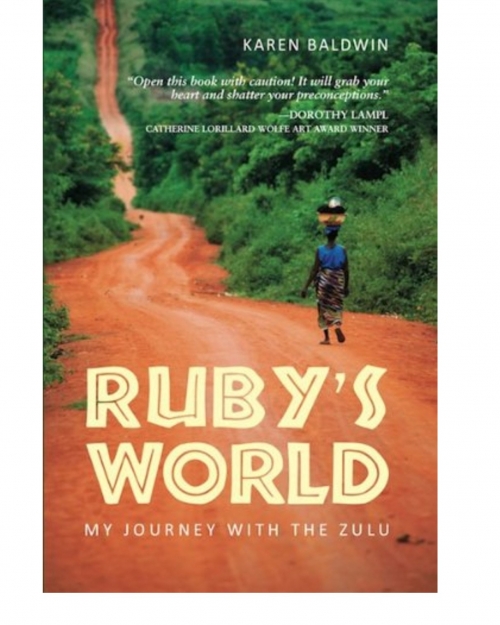 KAREN BALDWIN
"Open this book with caution! It will grab your
heart and shatter your preconceptions."
—DOROTHY LAMPL
CATHERINE LORILLARD WOLFE ART AWARD WINNER
RUBY'S
WORLD
MY JOURNEY WITH THE ZULU